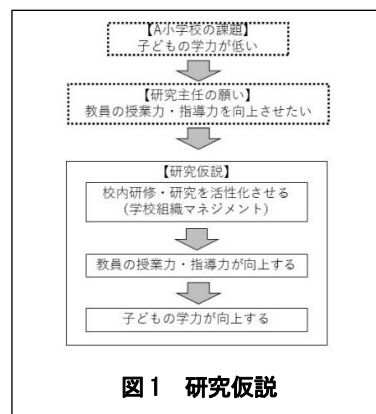 【A小学校の課題】
子どもの学力が低い
【研究主任の願い】
教員の授業力・指導力を向上させたい
【研究仮説】
校内研修・研究を活性化させる
(学校組織マネジメント)
教員の授業力・指導力が向上する
子どもの学力が向上する
図1 研究仮説